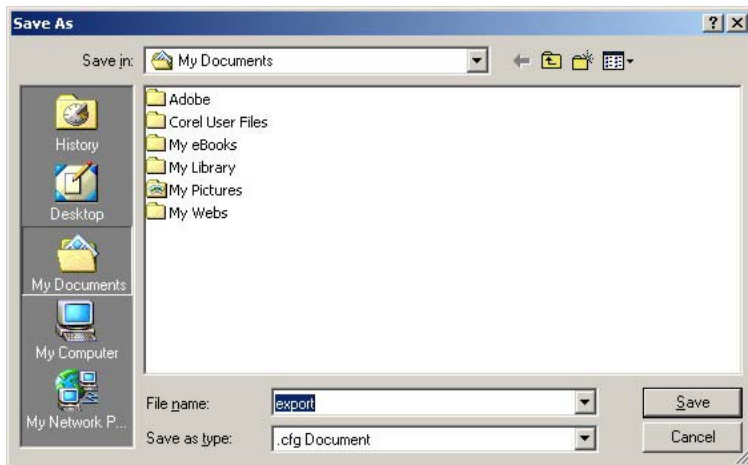 Save As
Save in:
My Documents
History
Desktop
My Documents
My Computer
My Network P...
Adobe
Corel User Files
My eBooks
My Library
My Pictures
My Webs
File name:
export
Save
Save as type:
.cfg Document
Cancel